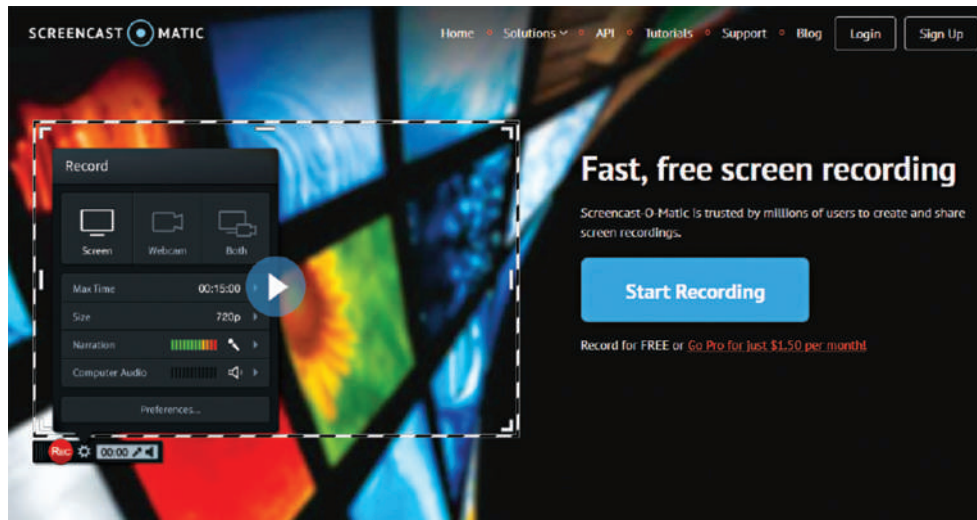 SCREENCAST O MATIC
Home Solutions API Tutorials Support Blog Login Sign Up
Record
Screen Webcam Both
Max Time 00:15:00
Size 720p
Narration
Computer Audio
Preferences...
REC 00:00
Fast, free screen recording
Screencast-O-Matic is trusted by millions of users to create and share
screen recordings.
Start Recording
Record for FREE or Go Pro for just $1.50 per month!